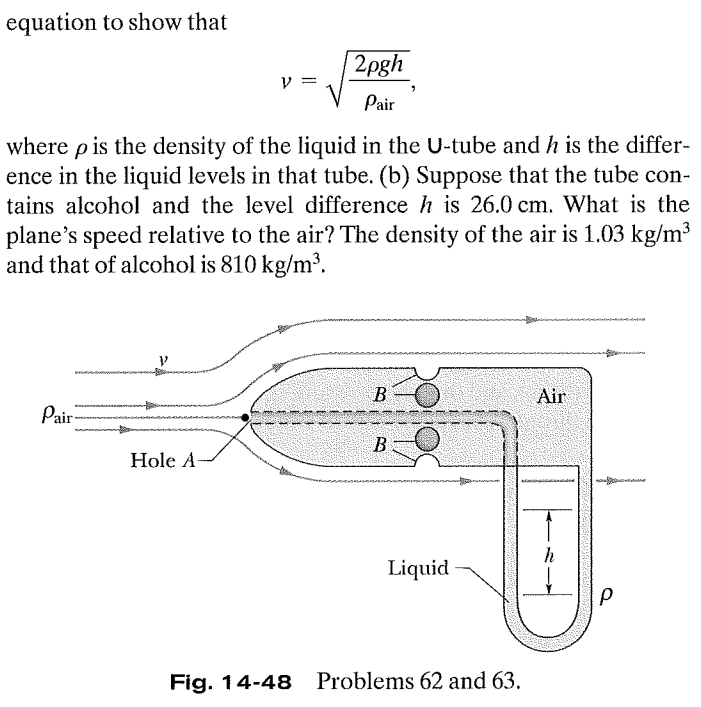 equation to show that
v = √(2ρgh / ρair),
where ρ is the density of the liquid in the U-tube and h is the differ-
ence in the liquid levels in that tube. (b) Suppose that the tube con-
tains alcohol and the level difference h is 26.0 cm. What is the
plane's speed relative to the air? The density of the air is 1.03 kg/m³
and that of alcohol is 810 kg/m³.
v
B
Air
ρair
B
Hole A
h
Liquid
ρ
Fig. 14-48 Problems 62 and 63.